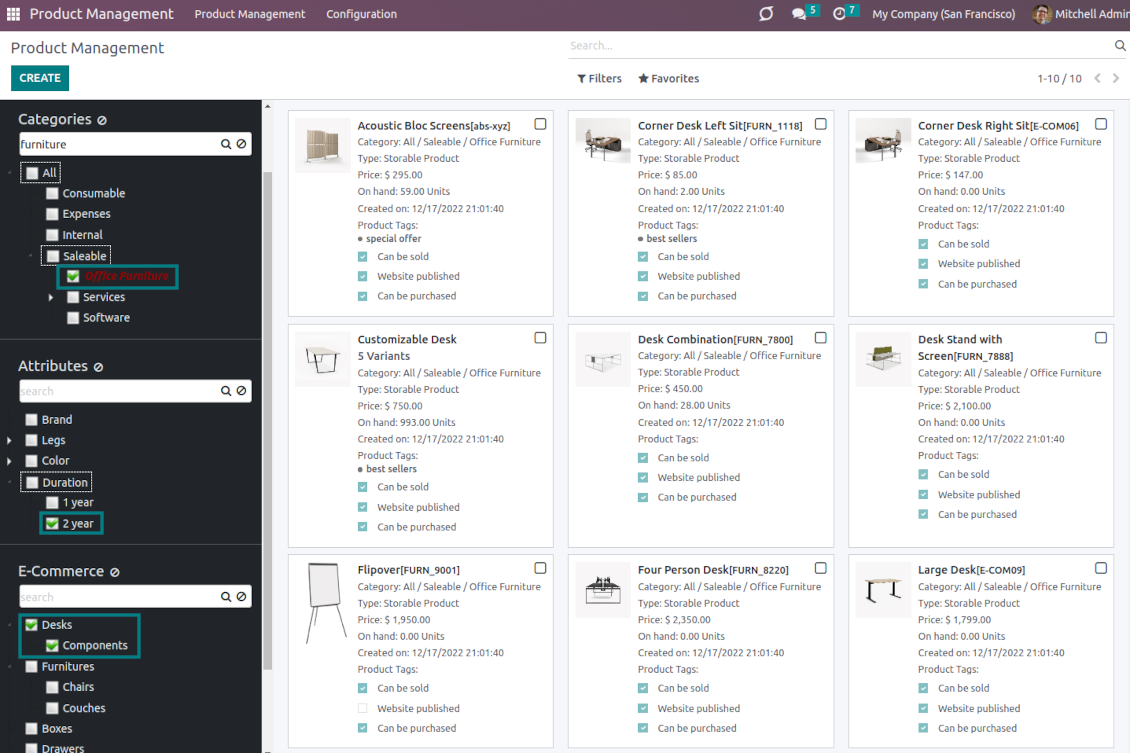 Product Management Product Management Configuration 5 7 My Company (San Francisco) Mitchell Admin
Product Management
Search...
CREATE
Filters Favorites
1-10 / 10
Categories
furniture
All
Consumable
Expenses
Internal
Saleable
Office Furniture
Services
Software
Attributes
search
Brand
Legs
Color
Duration
1 year
2 year
E-Commerce
search
Desks
Components
Furnitures
Chairs
Couches
Boxes
Drawers
Acoustic Bloc Screens[abs-xyz]
Category: All / Saleable / Office Furniture
Type: Storable Product
Price: $ 295.00
On hand: 59.00 Units
Created on: 12/17/2022 21:01:40
Product Tags:
special offer
Can be sold
Website published
Can be purchased
Corner Desk Left Sit[FURN_1118]
Category: All / Saleable / Office Furniture
Type: Storable Product
Price: $ 85.00
On hand: 2.00 Units
Created on: 12/17/2022 21:01:40
Product Tags:
best sellers
Can be sold
Website published
Can be purchased
Corner Desk Right Sit[E-COM06]
Category: All / Saleable / Office Furniture
Type: Storable Product
Price: $ 147.00
On hand: 0.00 Units
Created on: 12/17/2022 21:01:40
Product Tags:
Can be sold
Website published
Can be purchased
Customizable Desk
5 Variants
Category: All / Saleable / Office Furniture
Type: Storable Product
Price: $ 750.00
On hand: 993.00 Units
Created on: 12/17/2022 21:01:40
Product Tags:
best sellers
Can be sold
Website published
Can be purchased
Desk Combination[FURN_7800]
Category: All / Saleable / Office Furniture
Type: Storable Product
Price: $ 450.00
On hand: 28.00 Units
Created on: 12/17/2022 21:01:40
Product Tags:
Can be sold
Website published
Can be purchased
Desk Stand with
Screen[FURN_7888]
Category: All / Saleable / Office Furniture
Type: Storable Product
Price: $ 2,100.00
On hand: 0.00 Units
Created on: 12/17/2022 21:01:40
Product Tags:
Can be sold
Website published
Can be purchased
Flipover[FURN_9001]
Category: All / Saleable / Office Furniture
Type: Storable Product
Price: $ 1,950.00
On hand: 0.00 Units
Created on: 12/17/2022 21:01:40
Product Tags:
Can be sold
Website published
Can be purchased
Four Person Desk[FURN_8220]
Category: All / Saleable / Office Furniture
Type: Storable Product
Price: $ 2,350.00
On hand: 0.00 Units
Created on: 12/17/2022 21:01:40
Product Tags:
Can be sold
Website published
Can be purchased
Large Desk[E-COM09]
Category: All / Saleable / Office Furniture
Type: Storable Product
Price: $ 1,799.00
On hand: 0.00 Units
Created on: 12/17/2022 21:01:40
Product Tags:
Can be sold
Website published
Can be purchased